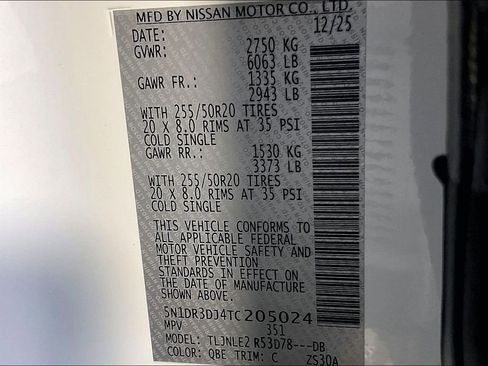 MFD BY NISSAN MOTOR CO., LTD.
DATE: 12/25
GVWR: 2750 KG
6063 LB
GAWR FR.: 1335 KG
2943 LB
WITH 255/50R20 TIRES
20 X 8.0 RIMS AT 35 PSI
COLD SINGLE
GAWR RR.: 1530 KG
3373 LB
WITH 255/50R20 TIRES
20 X 8.0 RIMS AT 35 PSI
COLD SINGLE
THIS VEHICLE CONFORMS TO
ALL APPLICABLE FEDERAL
MOTOR VEHICLE SAFETY AND
THEFT PREVENTION
STANDARDS IN EFFECT ON
THE DATE OF MANUFACTURE
SHOWN ABOVE.
5N1DR3DJ4TC205024
MPV 351
MODEL: TLJNLE2 R53D78---DB
COLOR: QBE TRIM: C ZS30A